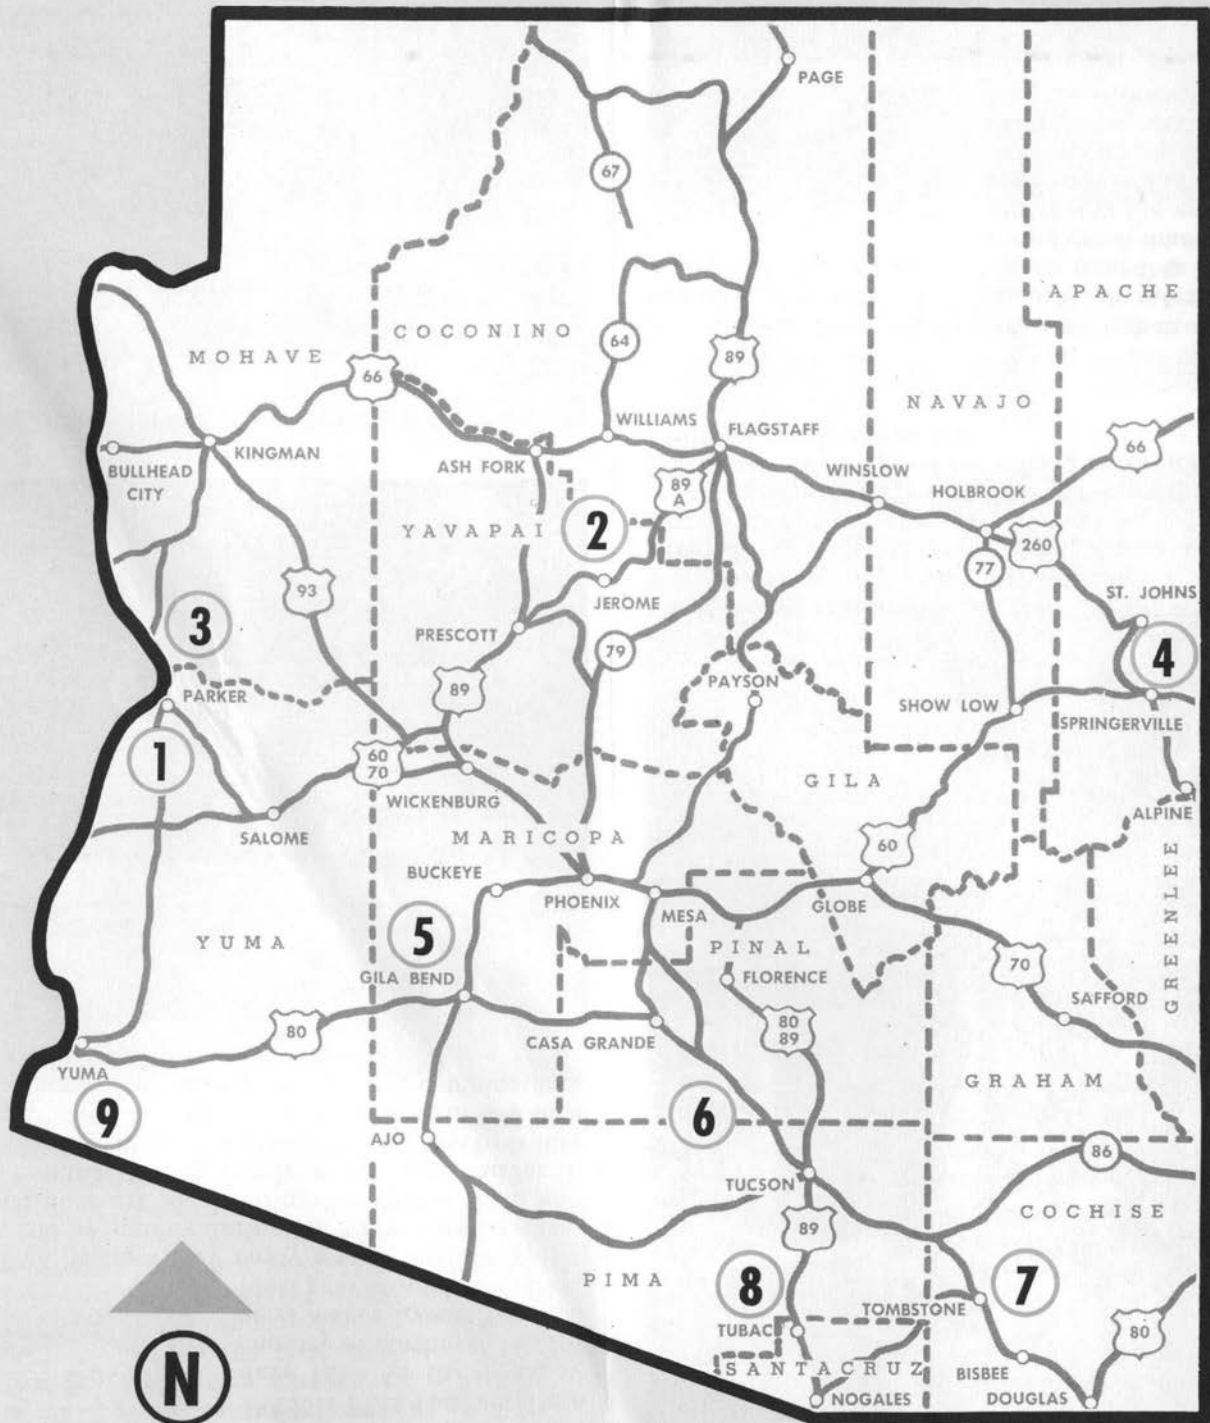 PAGE
67
APACHE
COCONINO
64
89
MOHAVE
66
NAVAJO
WILLIAMS
FLAGSTAFF
66
KINGMAN
BULLHEAD
CITY
ASH FORK
WINSLOW
HOLBROOK
89
A
YAVAPAI
2
260
77
93
JEROME
ST. JOHNS
3
PRESCOTT
79
4
89
PAYSON
PARKER
SHOW LOW
SPRINGERVILLE
1
60
70
GILA
WICKENBURG
ALPINE
SALOME
MARICOPA
60
BUCKEYE
PHOENIX
MESA
GLOBE
GREENLEE
YUMA
5
PINAL
GILA BEND
FLORENCE
70
SAFFORD
80
80
89
CASA GRANDE
YUMA
GRAHAM
9
6
AJO
86
TUCSON
COCHISE
89
PIMA
8
7
TOMBSTONE
TUBAC
80
SANTACRUZ
BISBEE
NOGALES
DOUGLAS
N